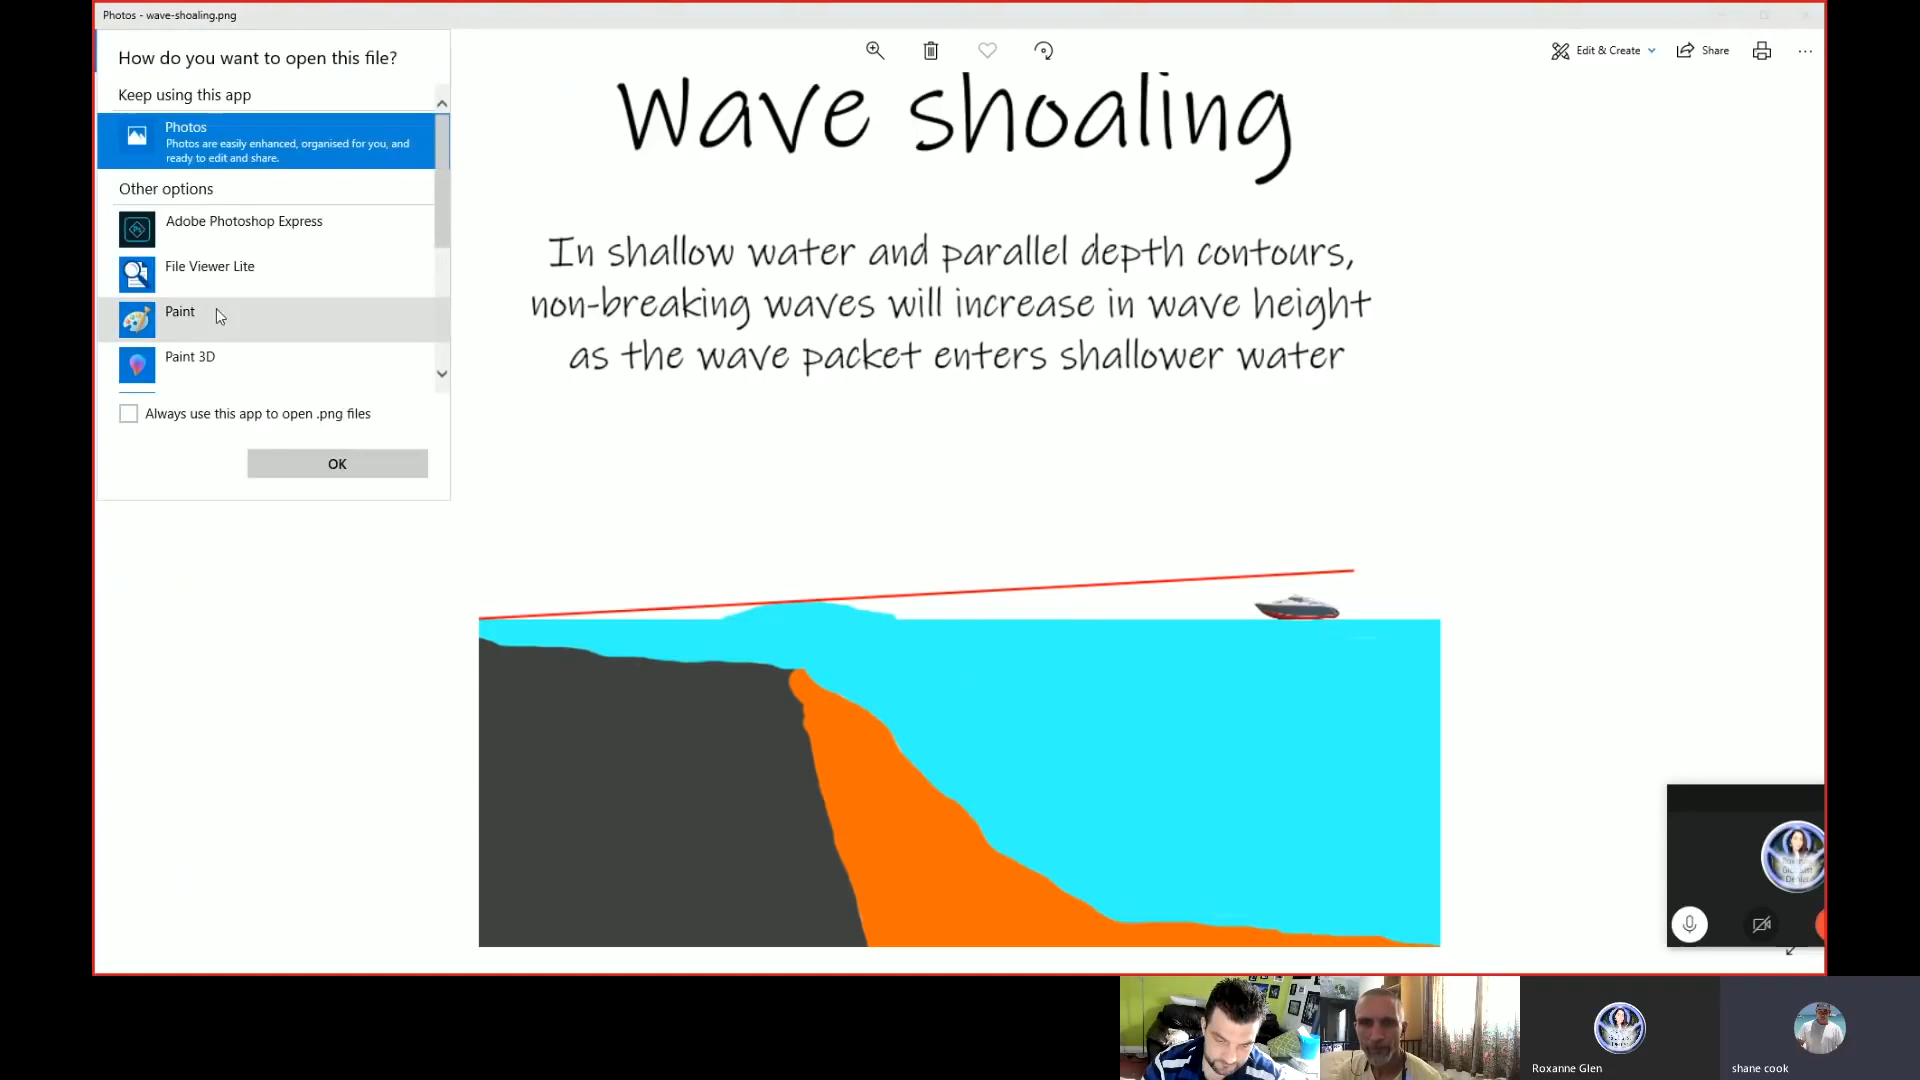 Photos - wave-shoaling.png
How do you want to open this file?
Keep using this app
Photos
Photos are easily enhanced, organised for you, and
ready to edit and share.
Other options
Adobe Photoshop Express
File Viewer Lite
Paint
Paint 3D
Always use this app to open .png files
OK
Edit & Create
Share
Wave shoaling
In shallow water and parallel depth contours,
non-breaking waves will increase in wave height
as the wave packet enters shallower water
Roxanne Glen
shane cook